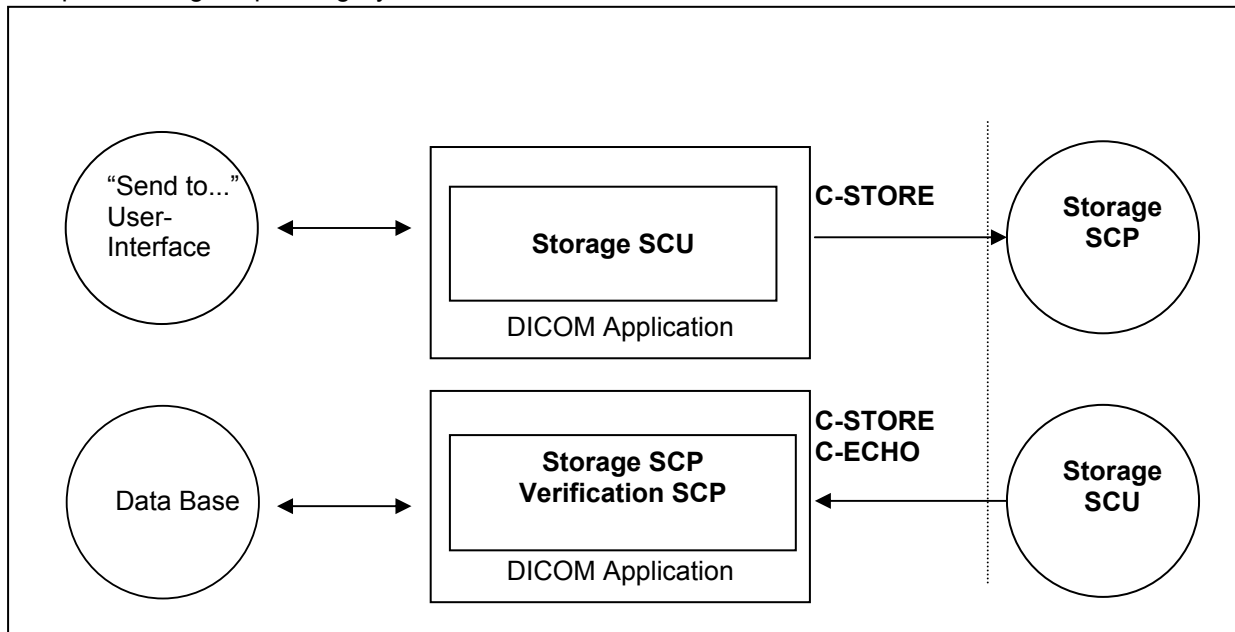 “Send to...”
User-
Interface
Storage SCU
DICOM Application
C-STORE
Storage
SCP
Data Base
Storage SCP
Verification SCP
DICOM Application
C-STORE
C-ECHO
Storage
SCU